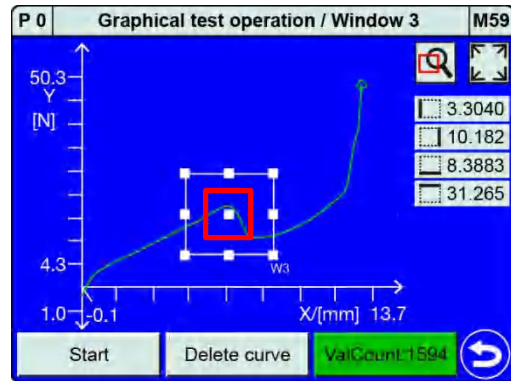 P 0 Graphical test operation / Window 3 M59
50.3
Y
[N]
3.3040
10.182
8.3883
31.265
4.3
W3
1.0 -0.1 X/[mm] 13.7
Start Delete curve ValCount:1594